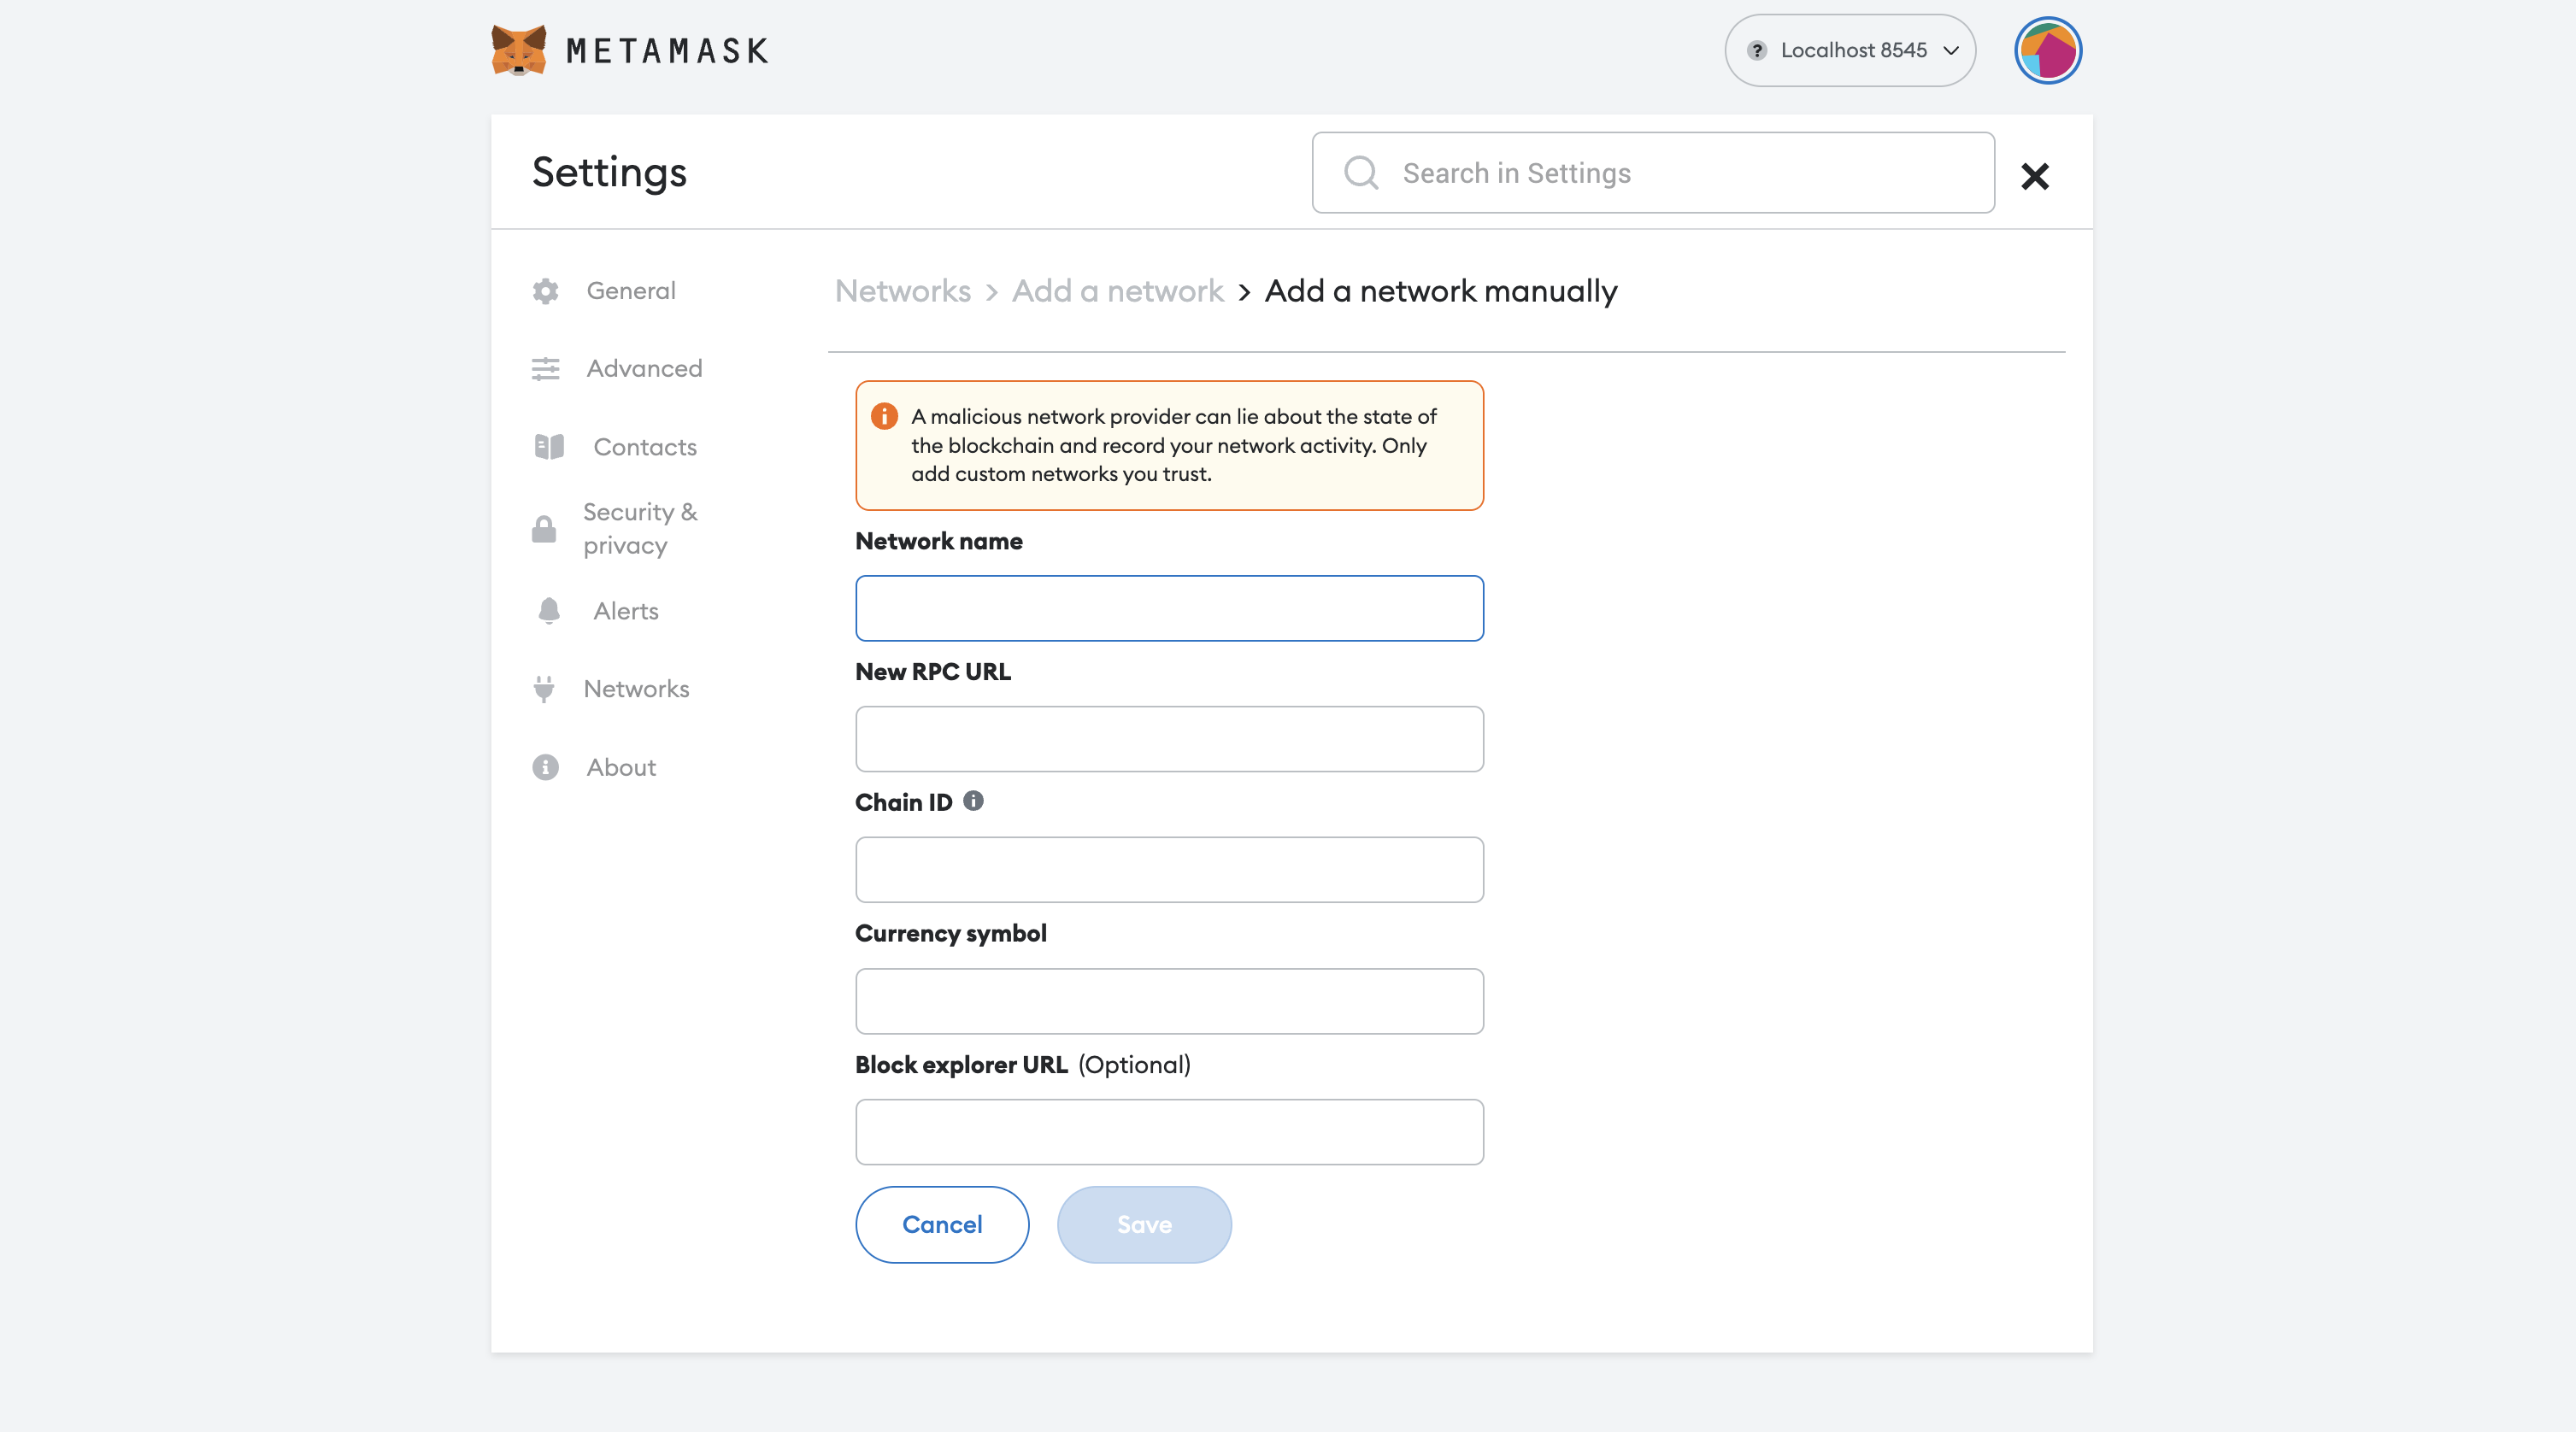 METAMASK
Localhost 8545
Settings
Search in Settings
General
Advanced
Contacts
Security &
privacy
Alerts
Networks
About
Networks > Add a network > Add a network manually
A malicious network provider can lie about the state of
the blockchain and record your network activity. Only
add custom networks you trust.
Network name
New RPC URL
Chain ID
Currency symbol
Block explorer URL (Optional)
Cancel
Save